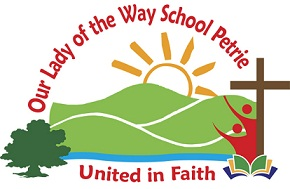 Our Lady of the Way School Petrie
United in Faith